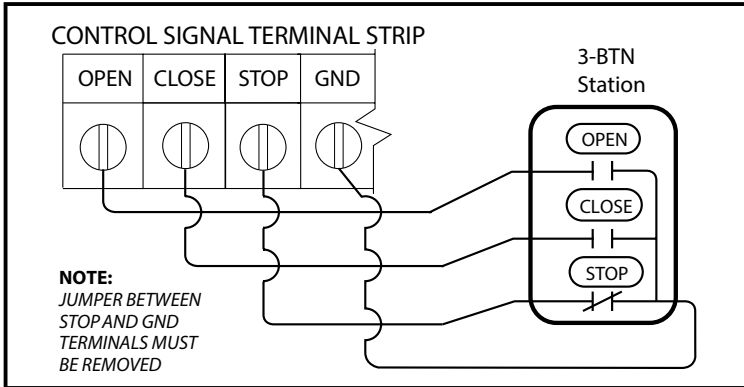 CONTROL SIGNAL TERMINAL STRIP
OPEN CLOSE STOP GND
3-BTN
Station
OPEN
CLOSE
STOP
NOTE:
JUMPER BETWEEN
STOP AND GND
TERMINALS MUST
BE REMOVED